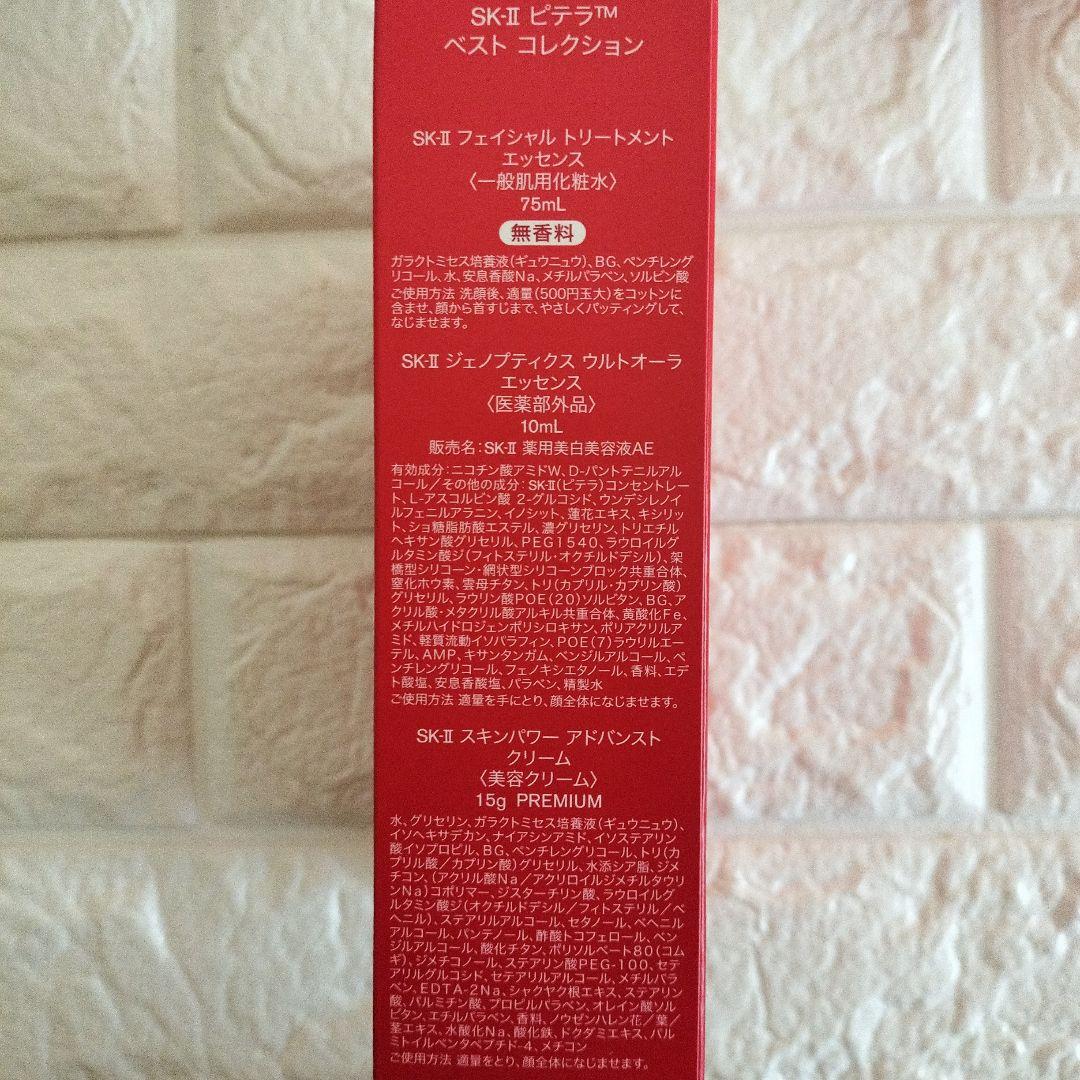 SK-II ピテラ™
ベスト コレクション
SK-II フェイシャル トリートメント
エッセンス
〈一般肌用化粧水〉
75mL
無香料
ガラクトミセス培養液(ギュウニュウ)、BG、ペンチレング
リコール、水、安息香酸Na、メチルパラベン、ソルビン酸
ご使用方法 洗顔後、適量(500円玉大)をコットンに
含ませ、顔から首すじまで、やさしくパッティングして、
なじませます。
SK-II ジェノプティクス ウルトオーラ
エッセンス
〈医薬部外品〉
10mL
販売名:SK-II 薬用美白美容液AE
有効成分:ニコチン酸アミドW、D-パントテニルアル
コール/その他の成分:SK-II(ピテラ)コンセントレー
ト、L-アスコルビン酸 2-グルコシド、ウンデシレノイ
ルフェニルアラニン、イノシット、蓮花エキス、キシリッ
ト、ショ糖脂肪酸エステル、濃グリセリン、トリエチル
ヘキサン酸グリセリル、PEG1540、ラウロイルグ
ルタミン酸ジ(フィトステリル・オクチルドデシル)、架
橋型シリコーン・網状型シリコーンブロック共重合体、
窒化ホウ素、雲母チタン、トリ(カプリル・カプリン酸)
グリセリル、ラウリン酸POE(20)ソルビタン、BG、ア
クリル酸・メタクリル酸アルキル共重合体、黄酸化Fe、
メチルハイドロジェンポリシロキサン、ポリアクリルア
ミド、軽質流動イソパラフィン、POE(7)ラウリルエー
テル、AMP、キサンタンガム、ベンジルアルコール、ペ
ンチレングリコール、フェノキシエタノール、香料、エデ
ト酸塩、安息香酸塩、パラベン、精製水
ご使用方法 適量を手にとり、顔全体になじませます。
SK-II スキンパワー アドバンスト
クリーム
〈美容クリーム〉
15g PREMIUM
水、グリセリン、ガラクトミセス培養液(ギュウニュウ)、
イソヘキサデカン、ナイアシンアミド、イソステアリン
酸イソプロピル、BG、ペンチレングリコール、トリ(カ
プリル酸/カプリン酸)グリセリル、水添シア脂、ジメ
チコン、(アクリル酸Na/アクリロイルジメチルタウリ
ンNa)コポリマー、ジスターチリン酸、ラウロイルグ
ルタミン酸ジ(オクチルドデシル/フィトステリル/ベ
ヘニル)、ステアリルアルコール、セタノール、ベヘニル
アルコール、パンテノール、酢酸トコフェロール、ベン
ジルアルコール、酸化チタン、ポリソルベート80(コム
ギ)、ジメチコノール、ステアリン酸PEG-100、セテ
アリルグルコシド、セテアリルアルコール、メチルパラ
ベン、EDTA-2Na、シャクヤク根エキス、ステアリン
酸、パルミチン酸、プロピルパラベン、オレイン酸ソル
ビタン、エチルパラベン、香料、ノウゼンハレン花/葉/
茎エキス、水酸化Na、酸化鉄、ドクダミエキス、パル
ミトイルペンタペプチド-4、メチコン
ご使用方法 適量をとり、顔全体になじませます。